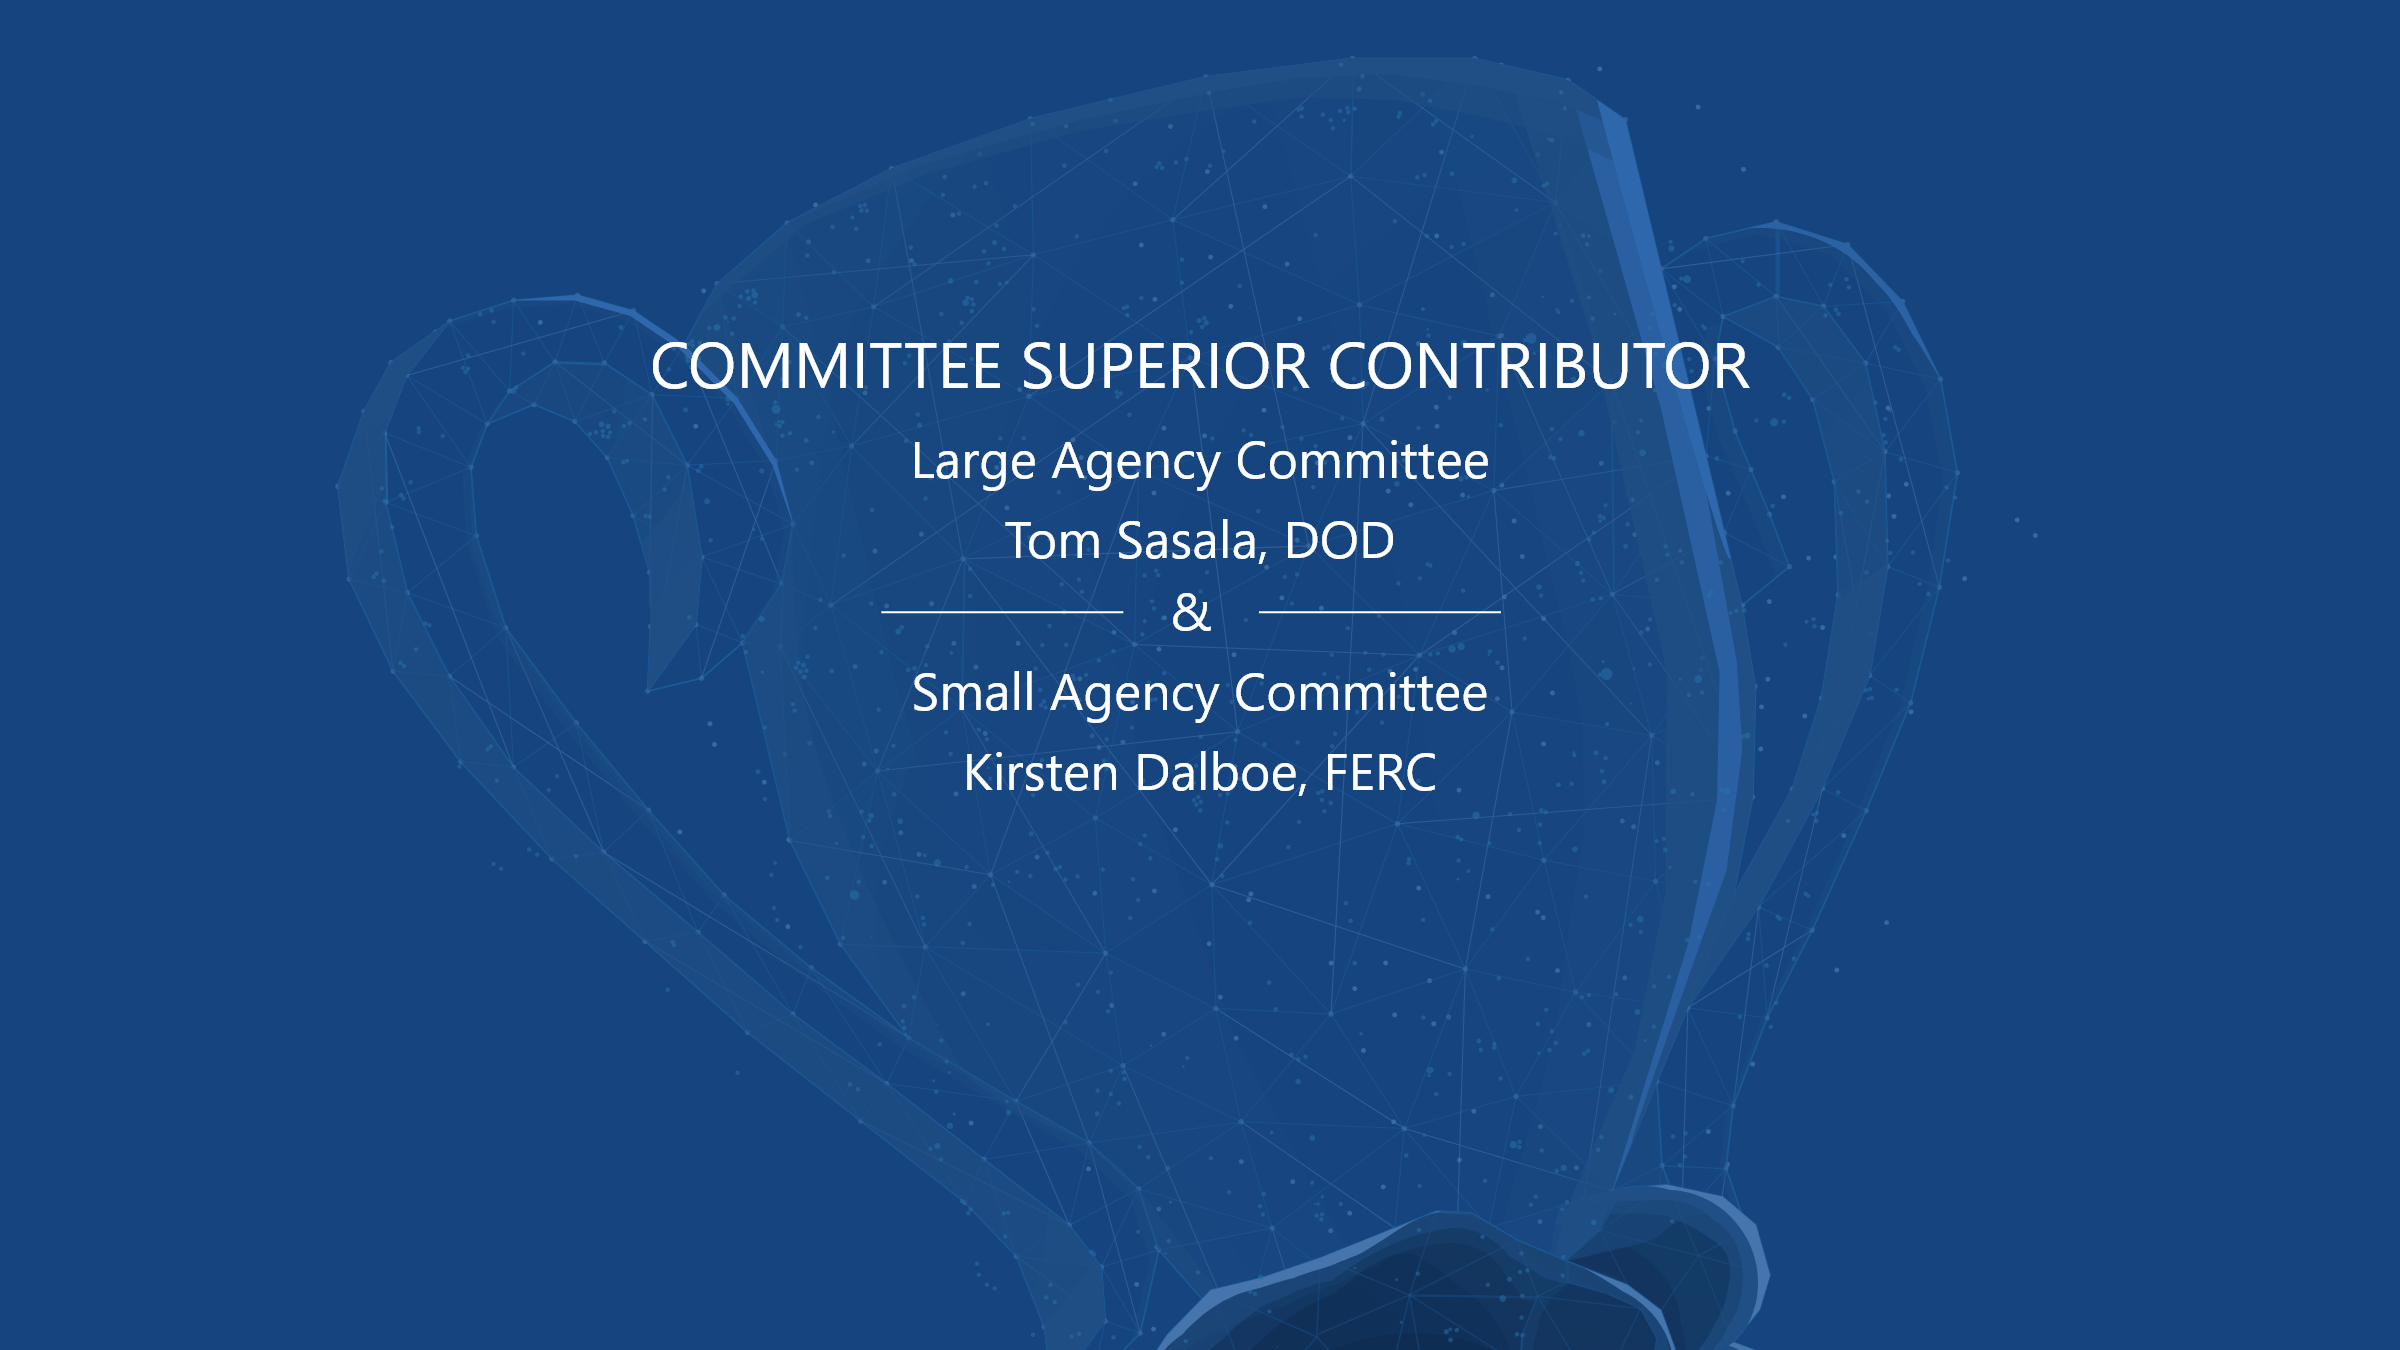 COMMITTEE SUPERIOR CONTRIBUTOR
Large Agency Committee
Tom Sasala, DOD
&
Small Agency Committee
Kirsten Dalboe, FERC